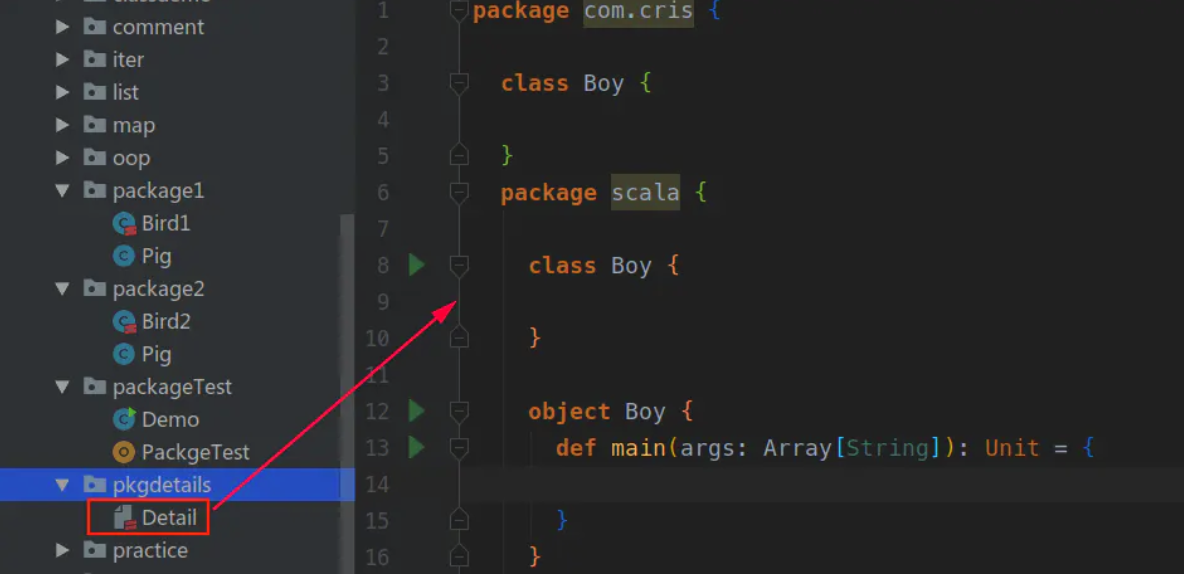 comment
iter
list
map
oop
package1
Bird1
Pig
package2
Bird2
Pig
packageTest
Demo
PackgeTest
pkgdetails
Detail
practice
1 package com.cris {
2
3 class Boy {
4
5 }
6 package scala {
7
8 class Boy {
9
10 }
11
12 object Boy {
13 def main(args: Array[String]): Unit = {
14
15 }
16 }